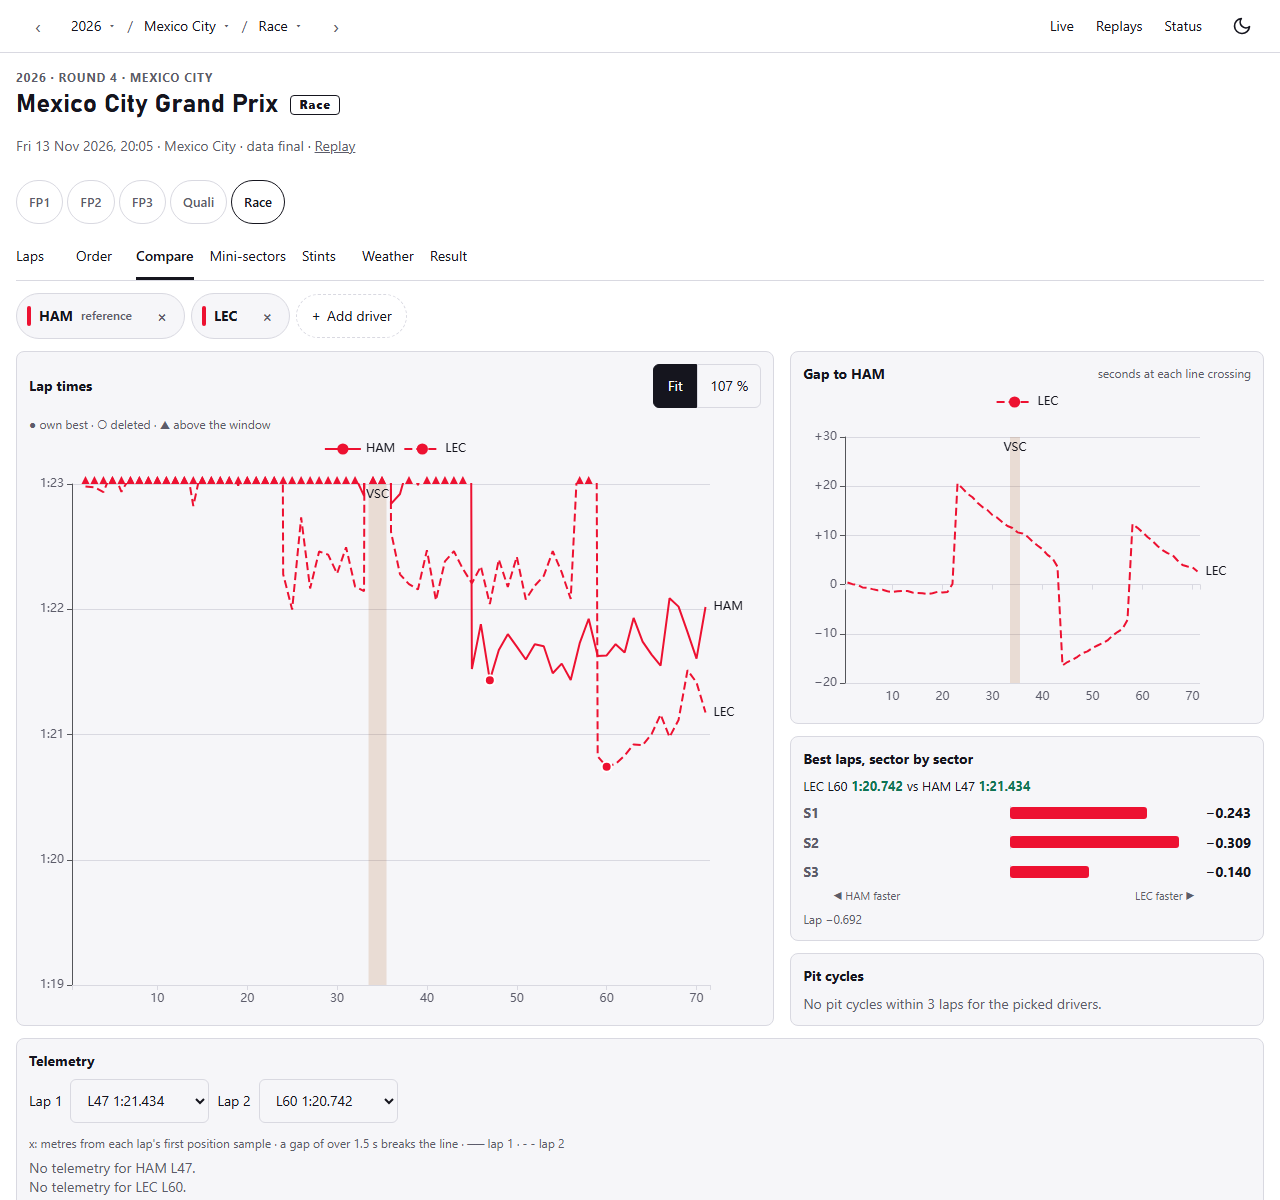 ‹ 2026 / Mexico City / Race › Live Replays Status
2026 · ROUND 4 · MEXICO CITY
Mexico City Grand Prix Race
Fri 13 Nov 2026, 20:05 · Mexico City · data final · Replay
FP1 FP2 FP3 Quali Race
Laps Order Compare Mini-sectors Stints Weather Result
HAM reference × LEC × + Add driver
Lap times Fit 107 %
● own best · ○ deleted · ▲ above the window
HAM LEC
1:23
VSC
1:22
HAM
LEC
1:21
1:20
1:19
10 20 30 40 50 60 70
Gap to HAM seconds at each line crossing
LEC
+30
VSC
+20
+10
0
LEC
−10
−20
10 20 30 40 50 60 70
Best laps, sector by sector
LEC L60 1:20.742 vs HAM L47 1:21.434
S1 −0.243
S2 −0.309
S3 −0.140
◀ HAM faster LEC faster ▶
Lap −0.692
Pit cycles
No pit cycles within 3 laps for the picked drivers.
Telemetry
Lap 1 L47 1:21.434 Lap 2 L60 1:20.742
x: metres from each lap's first position sample · a gap of over 1.5 s breaks the line · — lap 1 · - - lap 2
No telemetry for HAM L47.
No telemetry for LEC L60.